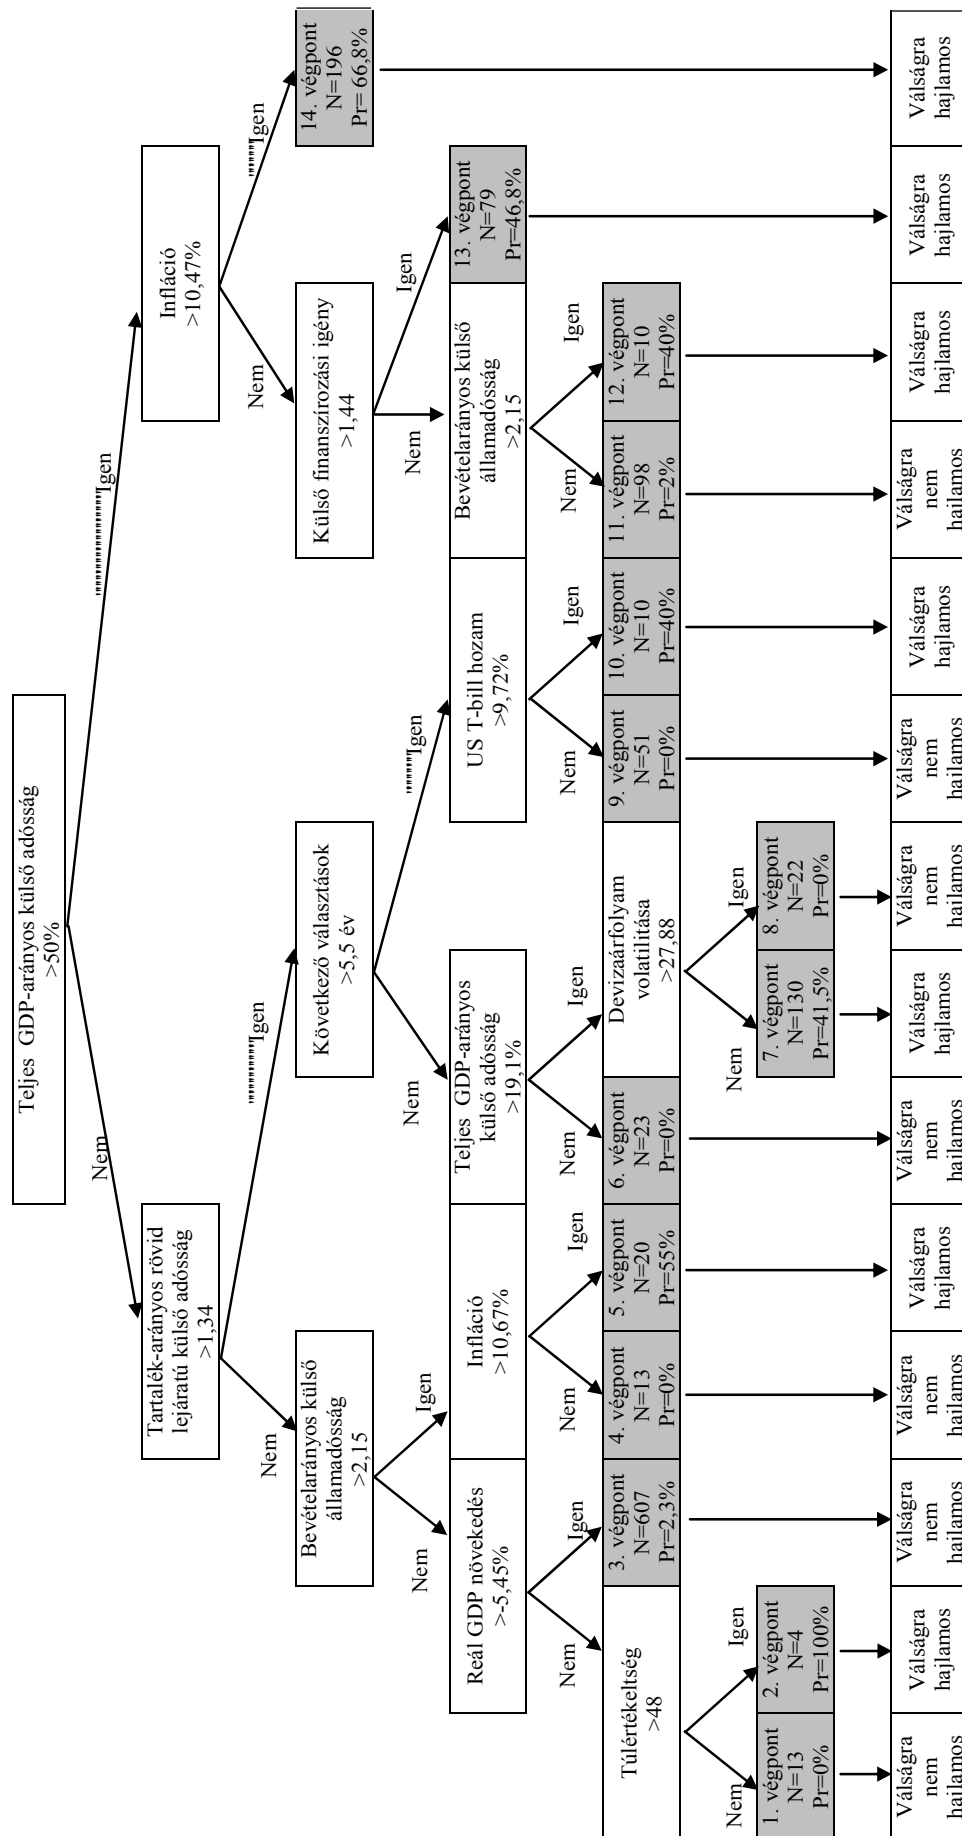 Teljes GDP-arányos külső adósság
>50%
Nem
Igen
Tartalék-arányos rövid
lejáratú külső adósság
>1,34
Infláció
>10,47%
Nem
Igen
Nem
Igen
Bevételarányos külső
államadósság
>2,15
Következő választások
>5,5 év
Külső finanszírozási igény
>1,44
14. végpont
N=196
Pr= 66,8%
Nem
Igen
Nem
Igen
Nem
Igen
Reál GDP növekedés
>-5,45%
Infláció
>10,67%
Teljes GDP-arányos
külső adósság
>19,1%
US T-bill hozam
>9,72%
Bevételarányos külső
államadósság
>2,15
13. végpont
N=79
Pr=46,8%
Nem
Igen
Nem
Igen
Nem
Igen
Nem
Igen
Nem
Igen
Túlértékeltség
>48
3. végpont
N=607
Pr=2,3%
4. végpont
N=13
Pr=0%
5. végpont
N=20
Pr=55%
6. végpont
N=23
Pr=0%
Devizaárfolyam
volatilitása
>27,88
9. végpont
N=51
Pr=0%
10. végpont
N=10
Pr=40%
11. végpont
N=98
Pr=2%
12. végpont
N=10
Pr=40%
Nem
Igen
Nem
Igen
1. végpont
N=13
Pr=0%
2. végpont
N=4
Pr=100%
7. végpont
N=130
Pr=41,5%
8. végpont
N=22
Pr=0%
Válságra
nem
hajlamos
Válságra
hajlamos
Válságra
nem
hajlamos
Válságra
nem
hajlamos
Válságra
hajlamos
Válságra
nem
hajlamos
Válságra
hajlamos
Válságra
nem
hajlamos
Válságra
nem
hajlamos
Válságra
hajlamos
Válságra
nem
hajlamos
Válságra
hajlamos
Válságra
hajlamos
Válságra
hajlamos